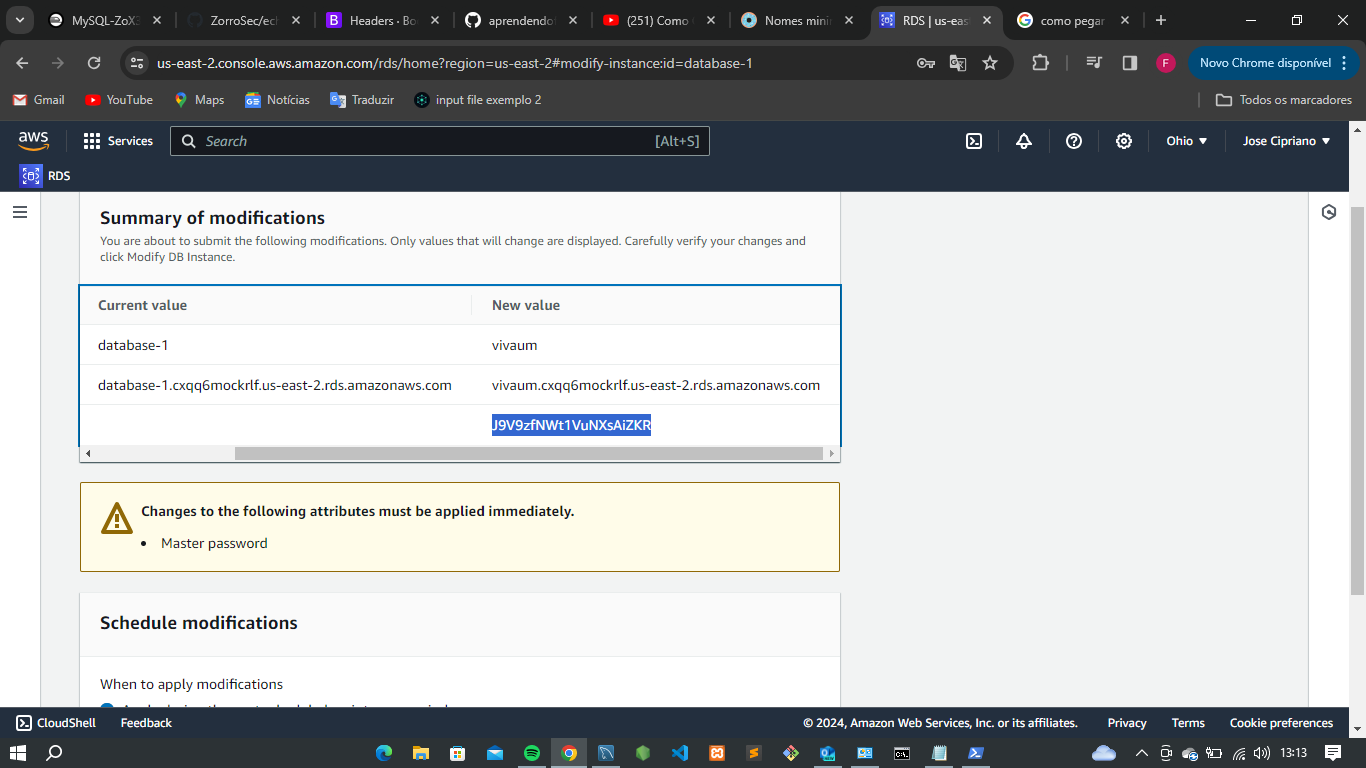 MySQL-ZoX3
ZorroSec/ech
Headers · Bo
aprendendo
(251) Como
Nomes mini
RDS | us-eas
como pegar
us-east-2.console.aws.amazon.com/rds/home?region=us-east-2#modify-instance:id=database-1
F
Novo Chrome disponível
Gmail
YouTube
Maps
Notícias
Traduzir
input file exemplo 2
Todos os marcadores
aws
Services
Search
[Alt+S]
Ohio
Jose Cipriano
RDS
Summary of modifications
You are about to submit the following modifications. Only values that will change are displayed. Carefully verify your changes and
click Modify DB Instance.
Current value
New value
database-1
vivaum
database-1.cxqq6mockrlf.us-east-2.rds.amazonaws.com
vivaum.cxqq6mockrlf.us-east-2.rds.amazonaws.com
J9V9zfNWt1VuNXsAiZKR
Changes to the following attributes must be applied immediately.
• Master password
Schedule modifications
When to apply modifications
CloudShell
Feedback
© 2024, Amazon Web Services, Inc. or its affiliates.
Privacy
Terms
Cookie preferences
13:13